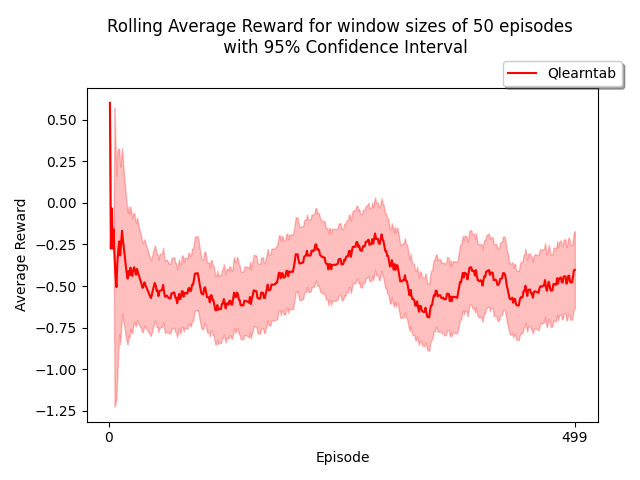 Rolling Average Reward for window sizes of 50 episodes
with 95% Confidence Interval
Qlearntab
0.50
0.25
0.00
−0.25
−0.50
−0.75
−1.00
−1.25
Average Reward
0 499
Episode